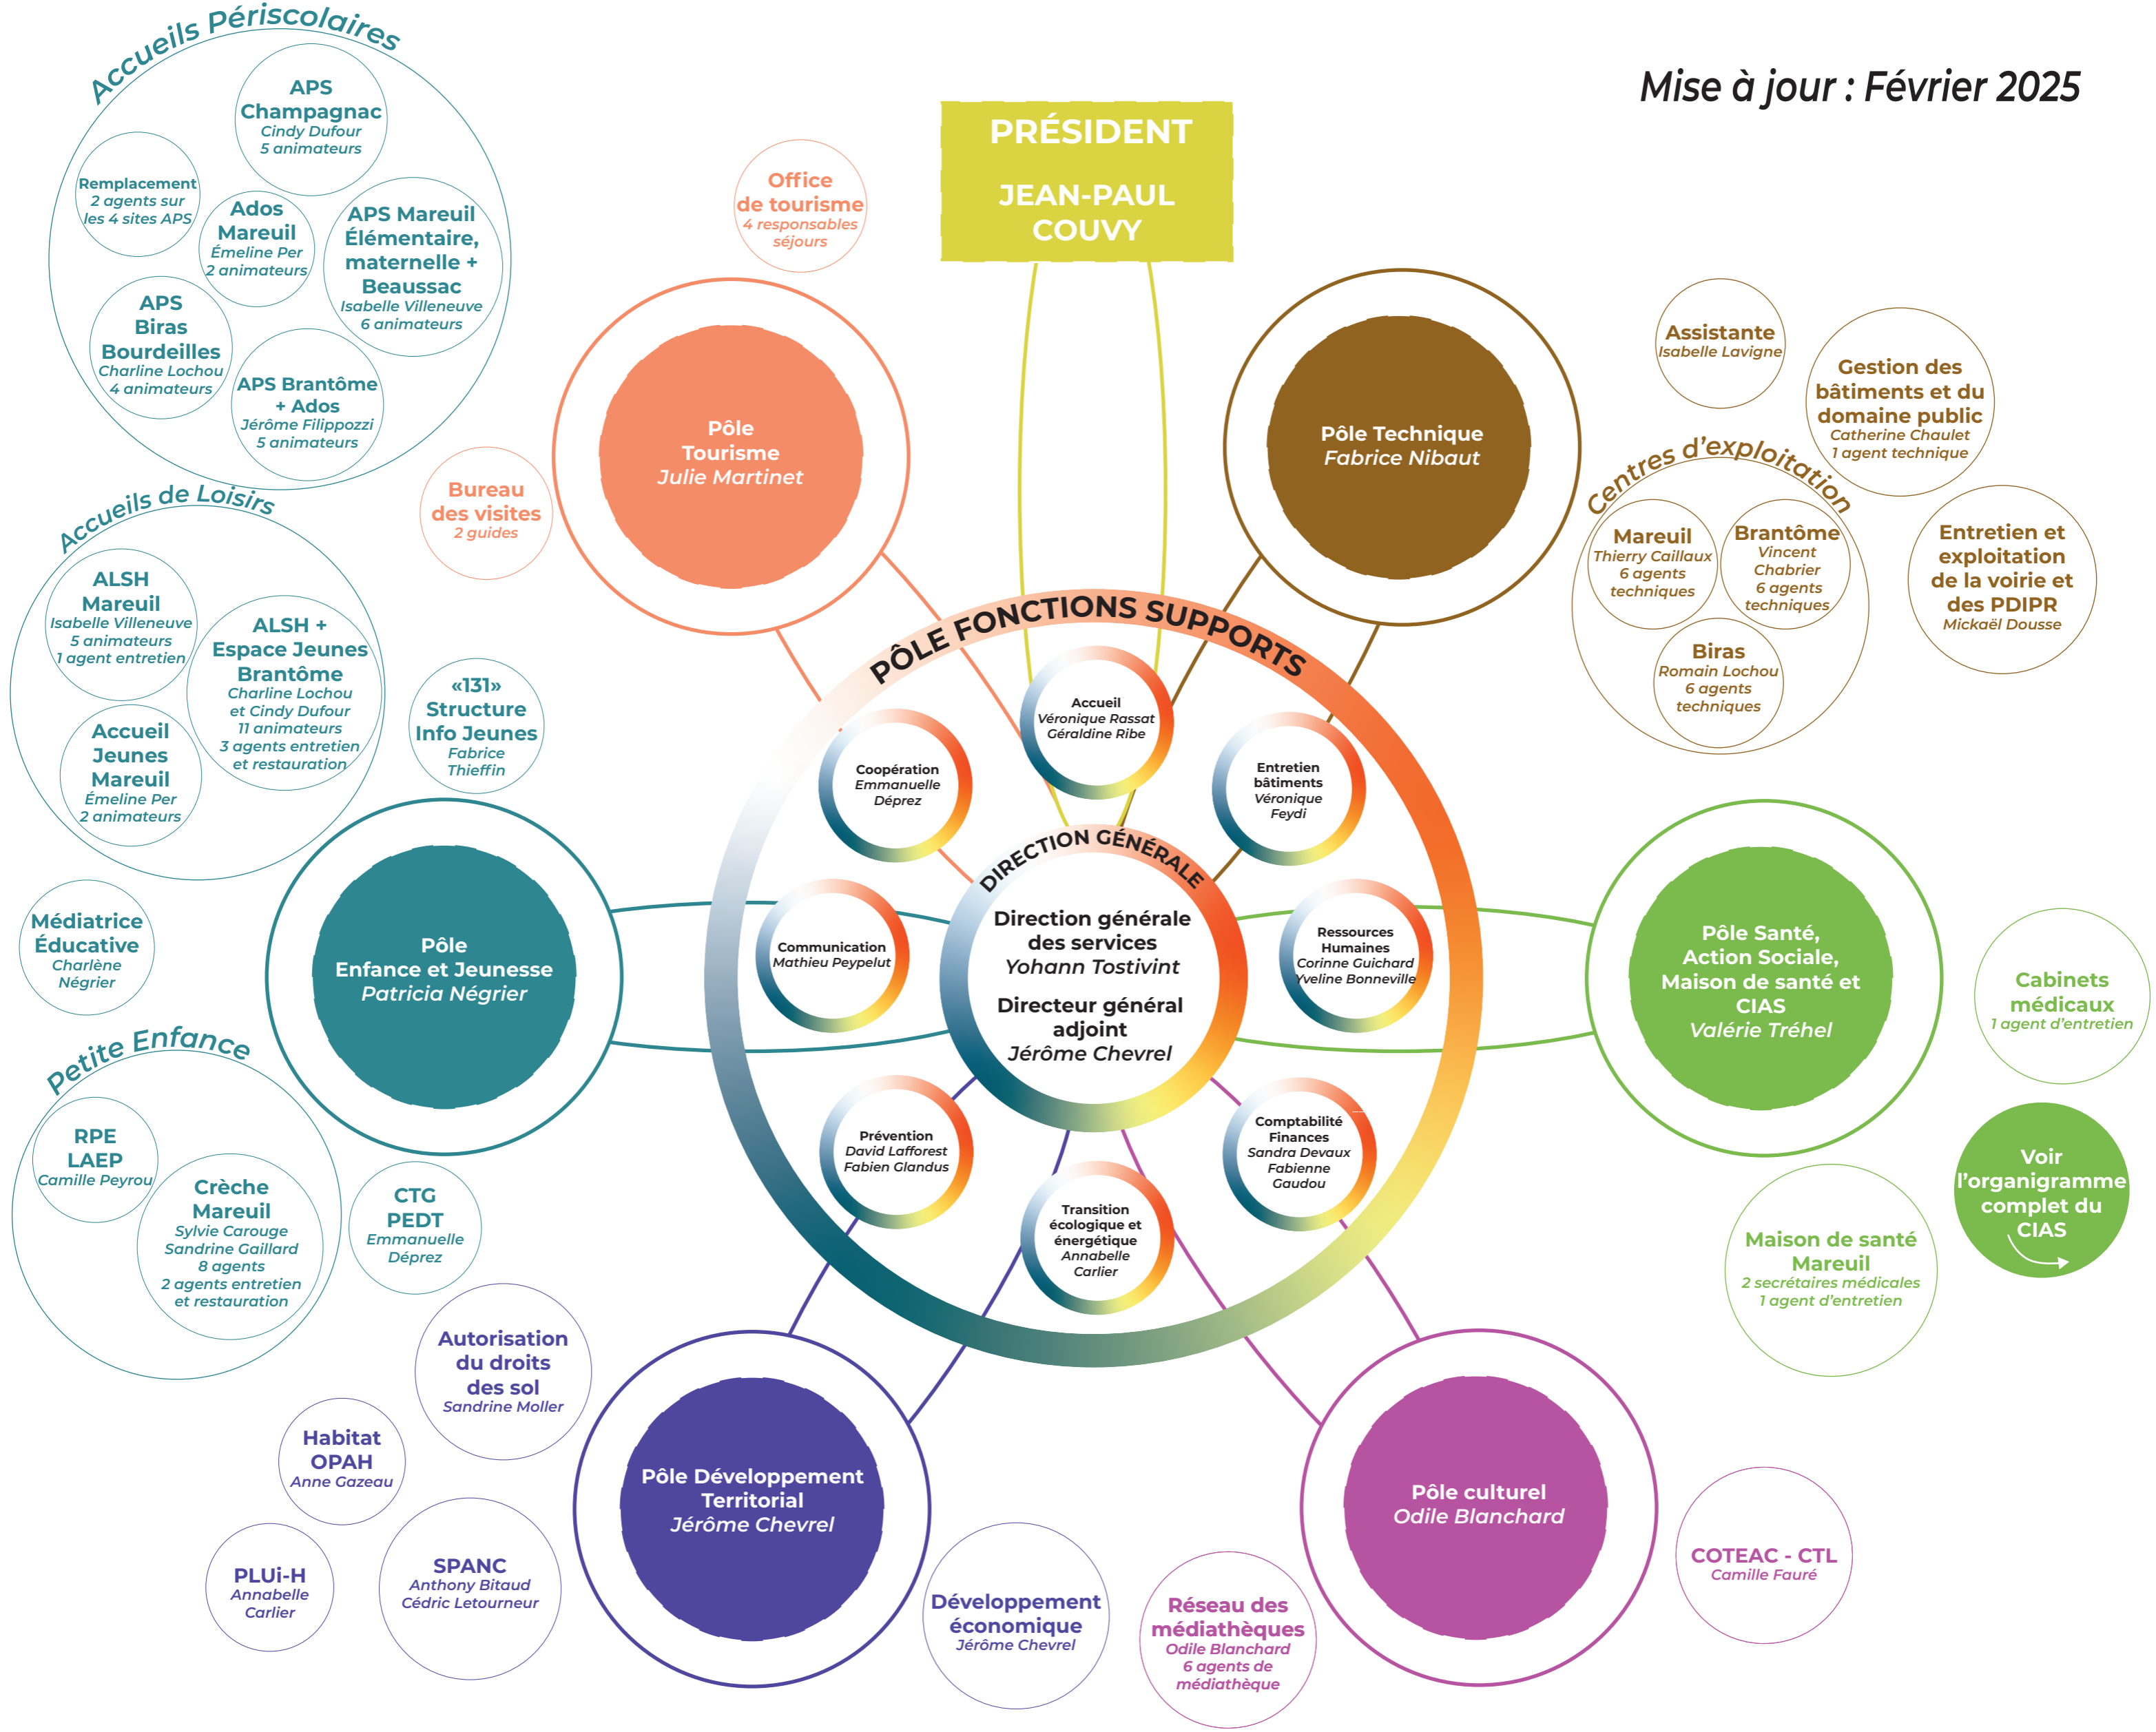 Accueils Périscolaires
APS
Champagnac
Cindy Dufour
5 animateurs
Remplacement
2 agents sur
les 4 sites APS
Ados
Mareuil
Émeline Per
2 animateurs
APS Mareuil
Élémentaire,
maternelle +
Beaussac
Isabelle Villeneuve
6 animateurs
APS
Biras
Bourdeilles
Charline Lochou
4 animateurs
APS Brantôme
+ Ados
Jérôme Filippozzi
5 animateurs
Mise à jour : Février 2025
PRÉSIDENT
JEAN-PAUL
COUVY
Office
de tourisme
4 responsables
séjours
Pôle
Tourisme
Julie Martinet
Bureau
des visites
2 guides
Pôle Technique
Fabrice Nibaut
Assistante
Isabelle Lavigne
Gestion des
bâtiments et du
domaine public
Catherine Chaulet
1 agent technique
Centres d'exploitation
Mareuil
Thierry Caillaux
6 agents
techniques
Brantôme
Vincent
Chabrier
6 agents
techniques
Biras
Romain Lochou
6 agents
techniques
Entretien et
exploitation
de la voirie et
des PDIPR
Mickaël Dousse
Accueils de Loisirs
ALSH
Mareuil
Isabelle Villeneuve
5 animateurs
1 agent entretien
ALSH +
Espace Jeunes
Brantôme
Charline Lochou
et Cindy Dufour
11 animateurs
3 agents entretien
et restauration
Accueil
Jeunes
Mareuil
Émeline Per
2 animateurs
«131»
Structure
Info Jeunes
Fabrice
Thieffin
PÔLE FONCTIONS SUPPORTS
Accueil
Véronique Rassat
Géraldine Ribe
Coopération
Emmanuelle
Déprez
Entretien
bâtiments
Véronique
Feydi
Communication
Mathieu Peypelut
DIRECTION GÉNÉRALE
Direction générale
des services
Yohann Tostivint
Directeur général
adjoint
Jérôme Chevrel
Ressources
Humaines
Corinne Guichard
Yveline Bonneville
Prévention
David Lafforest
Fabien Glandus
Comptabilité
Finances
Sandra Devaux
Fabienne
Gaudou
Transition
écologique et
énergétique
Annabelle
Carlier
Pôle
Enfance et Jeunesse
Patricia Négrier
Médiatrice
Éducative
Charlène
Négrier
Petite Enfance
RPE
LAEP
Camille Peyrou
Crèche
Mareuil
Sylvie Carouge
Sandrine Gaillard
8 agents
2 agents entretien
et restauration
CTG
PEDT
Emmanuelle
Déprez
Pôle Santé,
Action Sociale,
Maison de santé et
CIAS
Valérie Tréhel
Cabinets
médicaux
1 agent d'entretien
Voir
l'organigramme
complet du
CIAS
Maison de santé
Mareuil
2 secrétaires médicales
1 agent d'entretien
Autorisation
du droits
des sol
Sandrine Moller
Habitat
OPAH
Anne Gazeau
PLUi-H
Annabelle
Carlier
SPANC
Anthony Bitaud
Cédric Letourneur
Pôle Développement
Territorial
Jérôme Chevrel
Développement
économique
Jérôme Chevrel
Pôle culturel
Odile Blanchard
Réseau des
médiathèques
Odile Blanchard
6 agents de
médiathèque
COTEAC - CTL
Camille Fauré